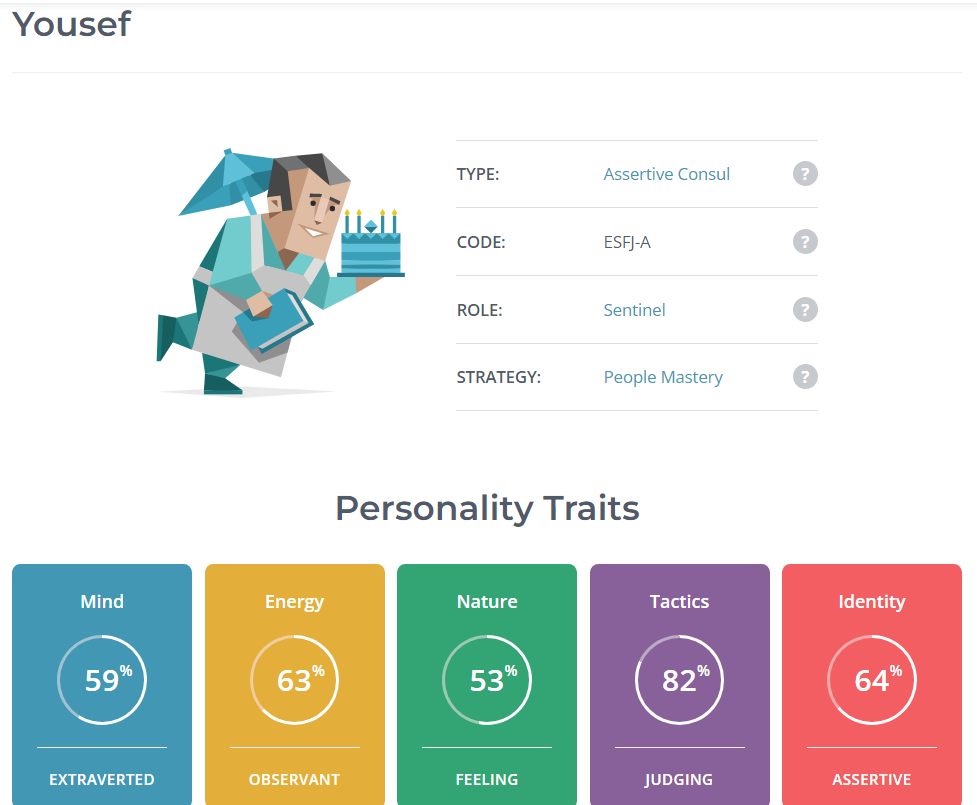 Yousef
TYPE: Assertive Consul ?
CODE: ESFJ-A ?
ROLE: Sentinel ?
STRATEGY: People Mastery ?
Personality Traits
Mind Energy Nature Tactics Identity
59% 63% 53% 82% 64%
EXTRAVERTED OBSERVANT FEELING JUDGING ASSERTIVE